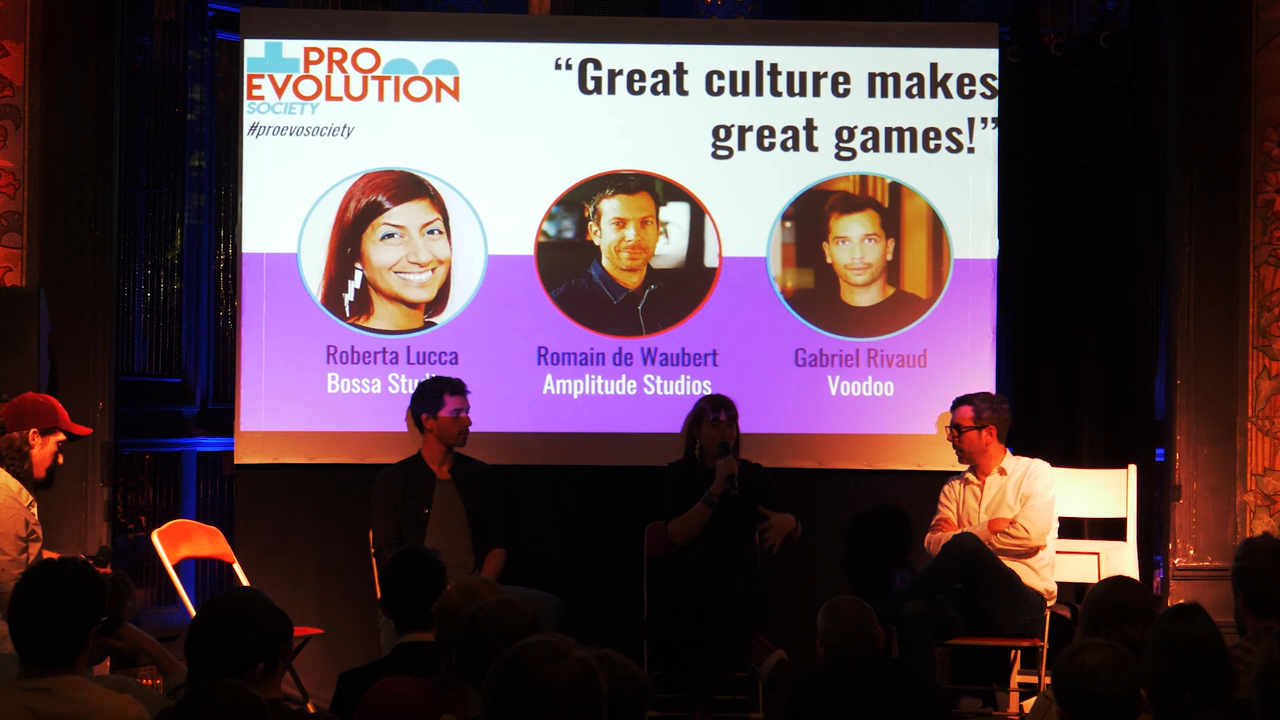 PRO
EVOLUTION
SOCIETY
#proevosociety
“Great culture makes
great games!”
Roberta Lucca
Bossa
Romain de Waubert
Amplitude Studios
Gabriel Rivaud
Voodoo